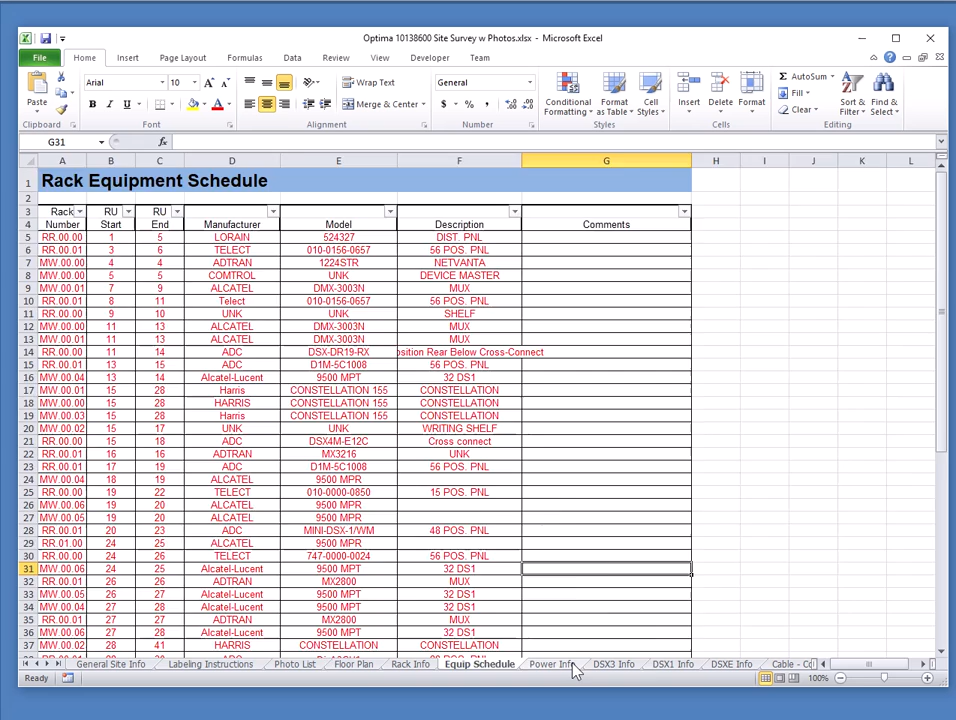 Optima 10138600 Site Survey w Photos.xlsx - Microsoft Excel
File Home Insert Page Layout Formulas Data Review View Developer Team
Arial 10 Wrap Text General AutoSum
Paste Merge & Center Conditional Formatting Format as Table Cell Styles Insert Delete Format Fill Clear Sort & Filter Find & Select
Clipboard Font Alignment Number Styles Cells Editing
G31 fx
A B C D E F G H I J K L
1 Rack Equipment Schedule
2
3 Rack RU RU
4 Number Start End Manufacturer Model Description Comments
5 RR.00.00 1 5 LORAIN 524327 DIST. PNL
6 RR.00.01 3 6 TELECT 010-0156-0657 56 POS. PNL
7 MW.00.00 4 4 ADTRAN 1224STR NETVANTA
8 MW.00.00 5 5 COMTROL UNK DEVICE MASTER
9 MW.00.01 7 9 ALCATEL DMX-3003N MUX
10 RR.00.01 8 11 Telect 010-0156-0657 56 POS. PNL
11 RR.00.00 9 10 UNK UNK SHELF
12 MW.00.00 11 13 ALCATEL DMX-3003N MUX
13 MW.00.01 11 13 ALCATEL DMX-3003N MUX
14 RR.00.00 11 14 ADC DSX-DR19-RX osition Rear Below Cross-Connect
15 RR.00.01 13 15 ADC D1M-5C1008 56 POS. PNL
16 MW.00.04 13 14 Alcatel-Lucent 9500 MPT 32 DS1
17 MW.00.01 15 28 Harris CONSTELLATION 155 CONSTELLATION
18 MW.00.00 15 28 HARRIS CONSTELLATION 155 CONSTELLATION
19 MW.00.03 15 28 Harris CONSTELLATION 155 CONSTELLATION
20 MW.00.02 15 17 UNK UNK WRITING SHELF
21 RR.00.00 15 18 ADC DSX4M-E12C Cross connect
22 RR.00.01 16 16 ADTRAN MX3216 UNK
23 RR.00.01 17 19 ADC D1M-5C1008 56 POS. PNL
24 MW.00.04 18 19 ALCATEL 9500 MPR
25 RR.00.00 19 22 TELECT 010-0000-0850 15 POS. PNL
26 MW.00.06 19 20 ALCATEL 9500 MPR
27 MW.00.05 19 20 ALCATEL 9500 MPR
28 RR.00.01 20 23 ADC MINI-DSX-1/WM 48 POS. PNL
29 RR.01.00 24 25 ALCATEL 9500 MPR
30 RR.00.00 24 26 TELECT 747-0000-0024 56 POS. PNL
31 MW.00.06 24 25 Alcatel-Lucent 9500 MPT 32 DS1
32 RR.00.01 26 26 ADTRAN MX2800 MUX
33 MW.00.05 26 27 Alcatel-Lucent 9500 MPT 32 DS1
34 MW.00.04 27 28 Alcatel-Lucent 9500 MPT 32 DS1
35 RR.00.01 27 27 ADTRAN MX2800 MUX
36 MW.00.06 27 28 Alcatel-Lucent 9500 MPT 32 DS1
37 MW.00.02 28 41 HARRIS CONSTELLATION CONSTELLATION
General Site Info Labeling Instructions Photo List Floor Plan Rack Info Equip Schedule Power Info DSX3 Info DSX1 Info DSXE Info Cable - Co
Ready 100%